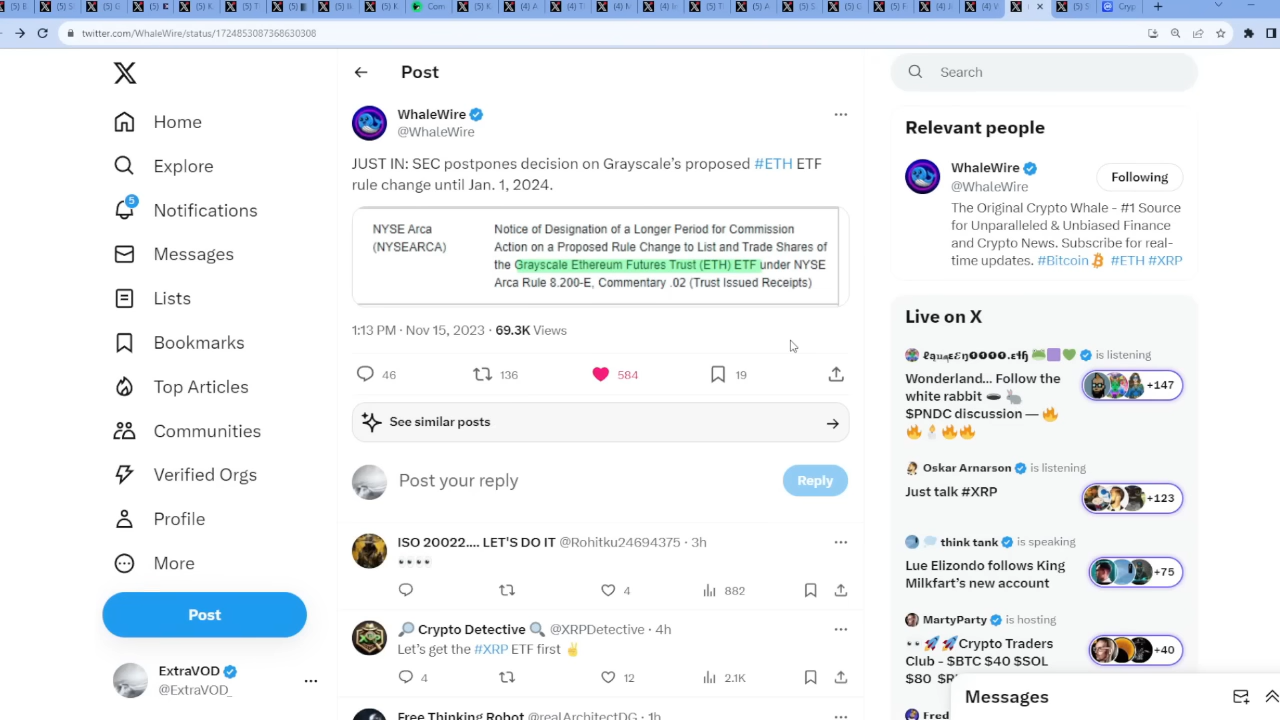 twitter.com/WhaleWire/status/1724853087368630308
Home
Explore
5
Notifications
Messages
Lists
Bookmarks
Top Articles
Communities
Verified Orgs
Profile
More
Post
ExtraVOD
@ExtraVOD_
Post
WhaleWire
@WhaleWire
JUST IN: SEC postpones decision on Grayscale's proposed #ETH ETF
rule change until Jan. 1, 2024.
NYSE Arca
(NYSEARCA)
Notice of Designation of a Longer Period for Commission
Action on a Proposed Rule Change to List and Trade Shares of
the Grayscale Ethereum Futures Trust (ETH) ETF under NYSE
Arca Rule 8.200-E, Commentary .02 (Trust Issued Receipts)
1:13 PM · Nov 15, 2023 · 69.3K Views
46 136 584 19
See similar posts
Post your reply
Reply
ISO 20022.... LET'S DO IT @Rohitku24694375 · 3h
4 882
Crypto Detective @XRPDetective · 4h
Let's get the #XRP ETF first ✌
4 12 2.1K
Free Thinking Robot @realArchitectDG · 1h
Search
Relevant people
WhaleWire
@WhaleWire
Following
The Original Crypto Whale - #1 Source
for Unparalleled & Unbiased Finance
and Crypto News. Subscribe for real-
time updates. #Bitcoin #ETH #XRP
Live on X
is listening
Wonderland... Follow the
white rabbit
$PNDC discussion —
+147
Oskar Arnarson is listening
Just talk #XRP
+123
think tank is speaking
Lue Elizondo follows King
Milkfart's new account
+75
MartyParty is hosting
Crypto Traders
Club - $BTC $40 $SOL
$80
+40
Fred
Messages